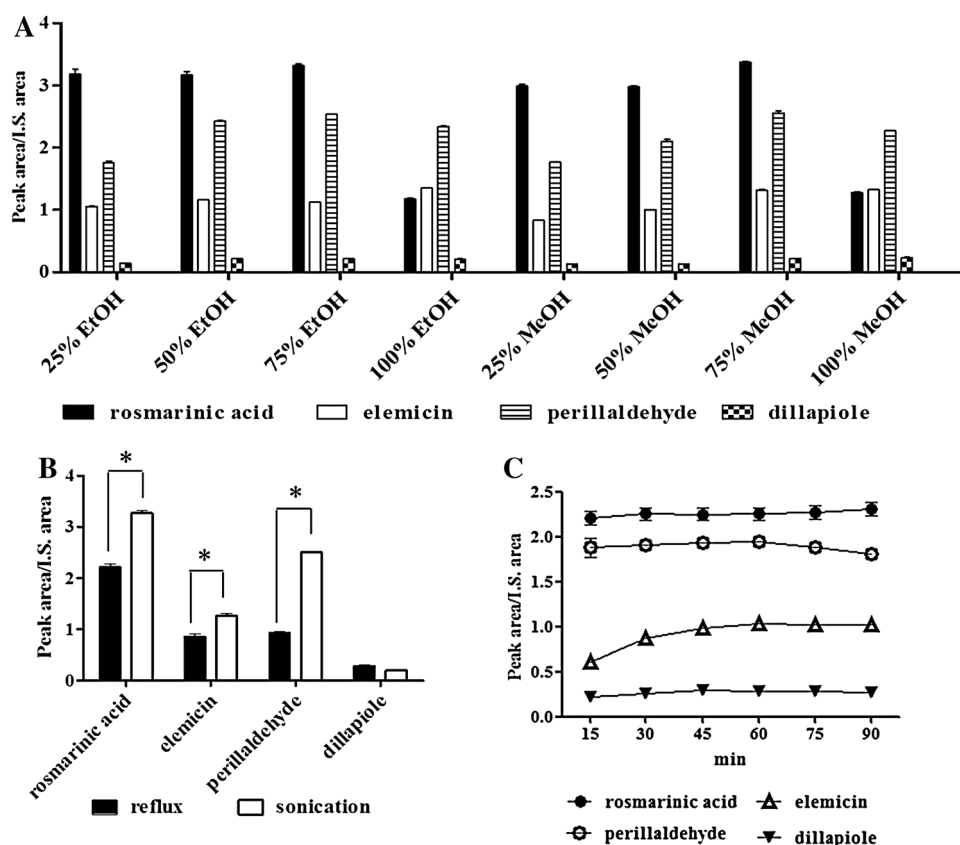 A
Peak area/I.S. area
4
3
2
1
0
25% EtOH
50% EtOH
75% EtOH
100% EtOH
25% MeOH
50% MeOH
75% MeOH
100% MeOH
rosmarinic acid
elemicin
perillaldehyde
dillapiole
B
Peak area/I.S. area
4
3
2
1
0
*
*
*
rosmarinic acid
elemicin
perillaldehyde
dillapiole
reflux
sonication
C
Peak area/I.S. area
2.5
2.0
1.5
1.0
0.5
0.0
15 30 45 60 75 90
min
rosmarinic acid
elemicin
perillaldehyde
dillapiole